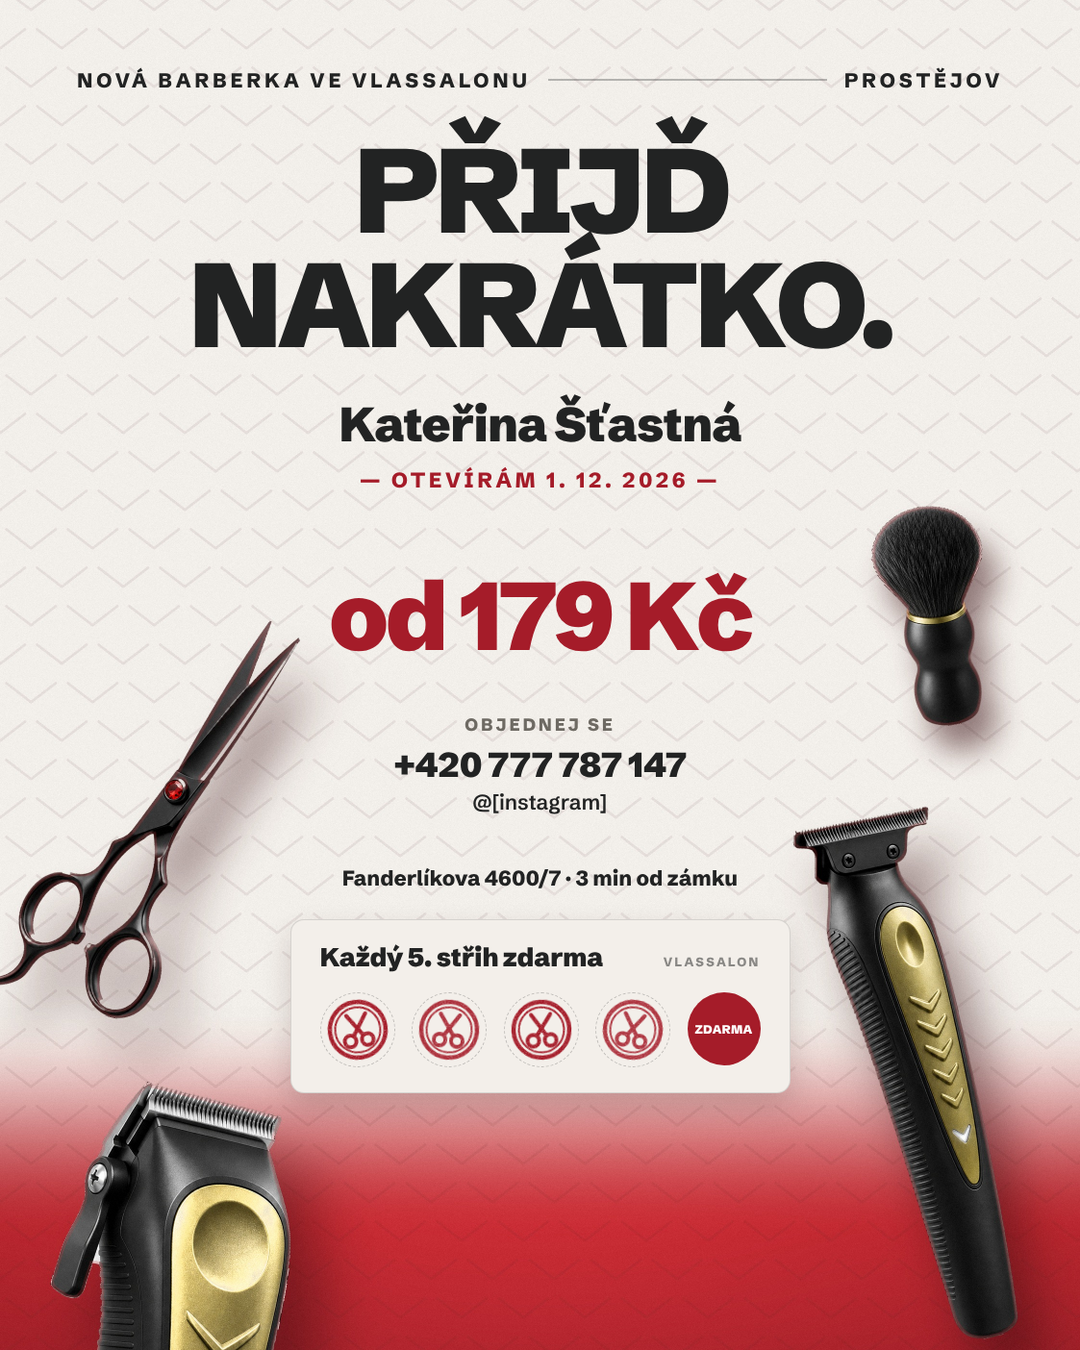 NOVÁ BARBERKA VE VLASSALONU PROSTĚJOV
PŘIJĎ
NAKRÁTKO.
Kateřina Šťastná
— OTEVÍRÁM 1. 12. 2026 —
od 179 Kč
OBJEDNEJ SE
+420 777 787 147
@[instagram]
Fanderlíkova 4600/7 · 3 min od zámku
Každý 5. střih zdarma VLASSALON
ZDARMA